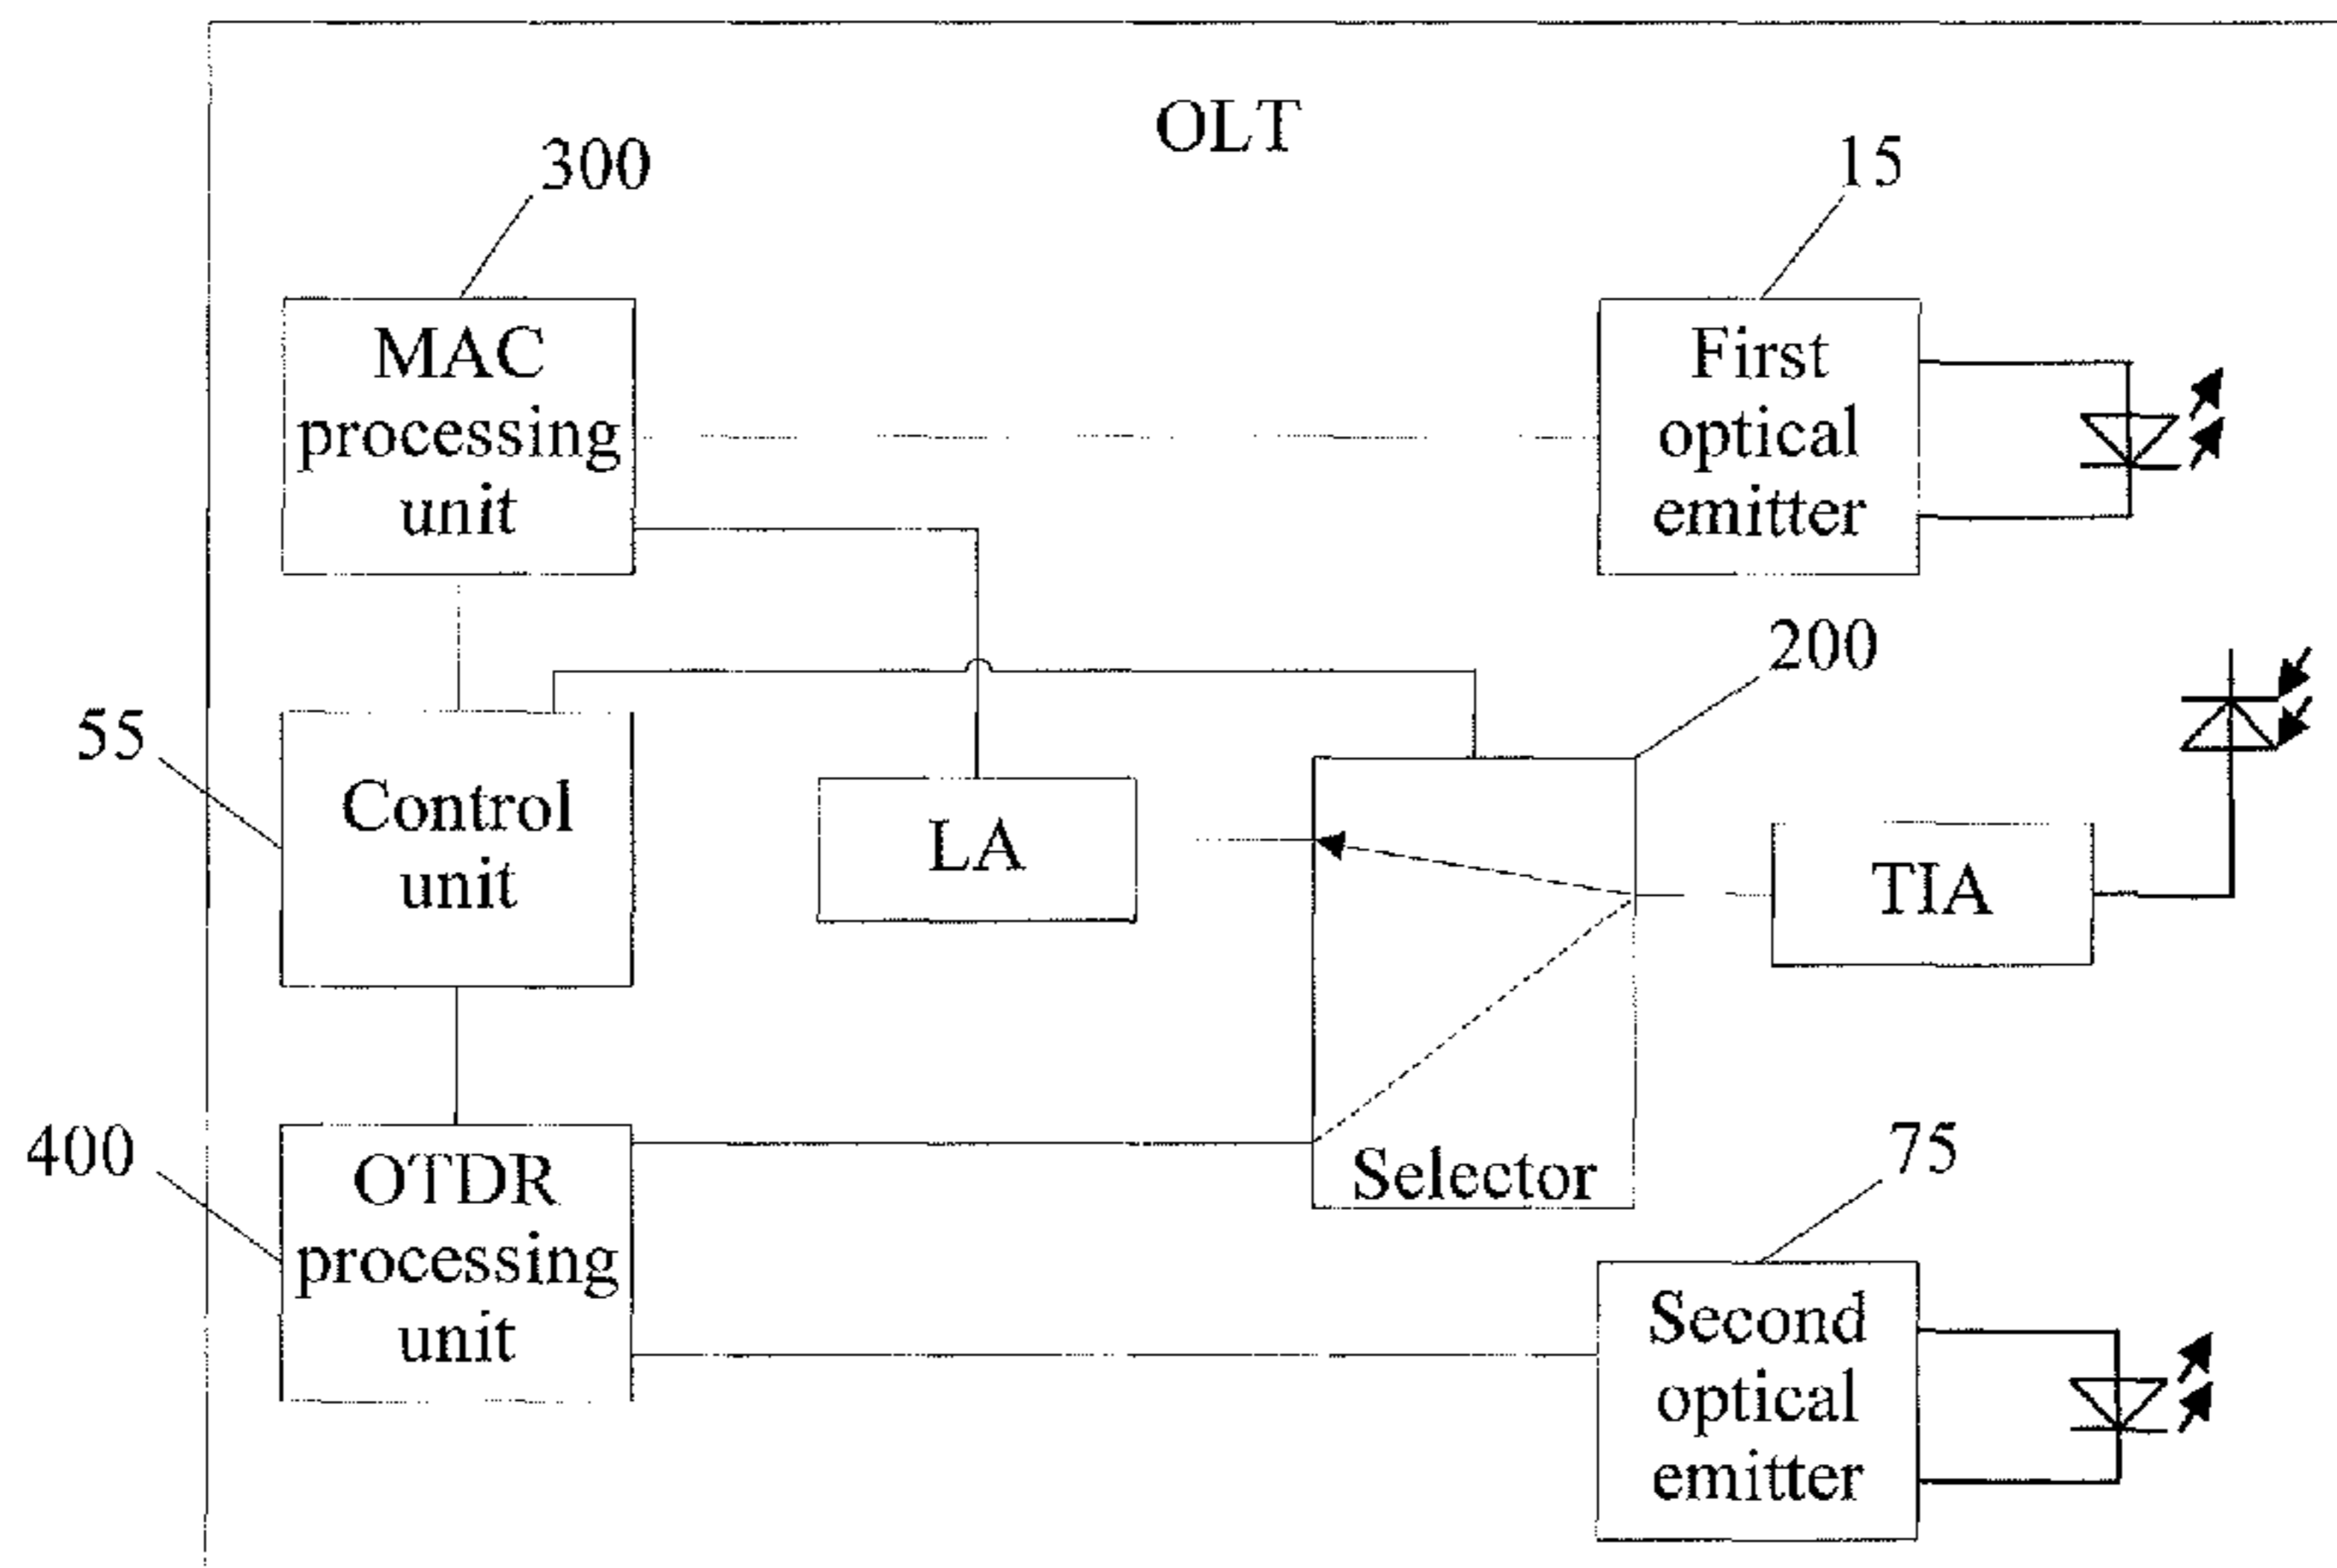 OLT
300
15
MAC
processing
unit
First
optical
emitter
200
55
Control
unit
LA
TIA
400
OTDR
processing
unit
Selector
75
Second
optical
emitter